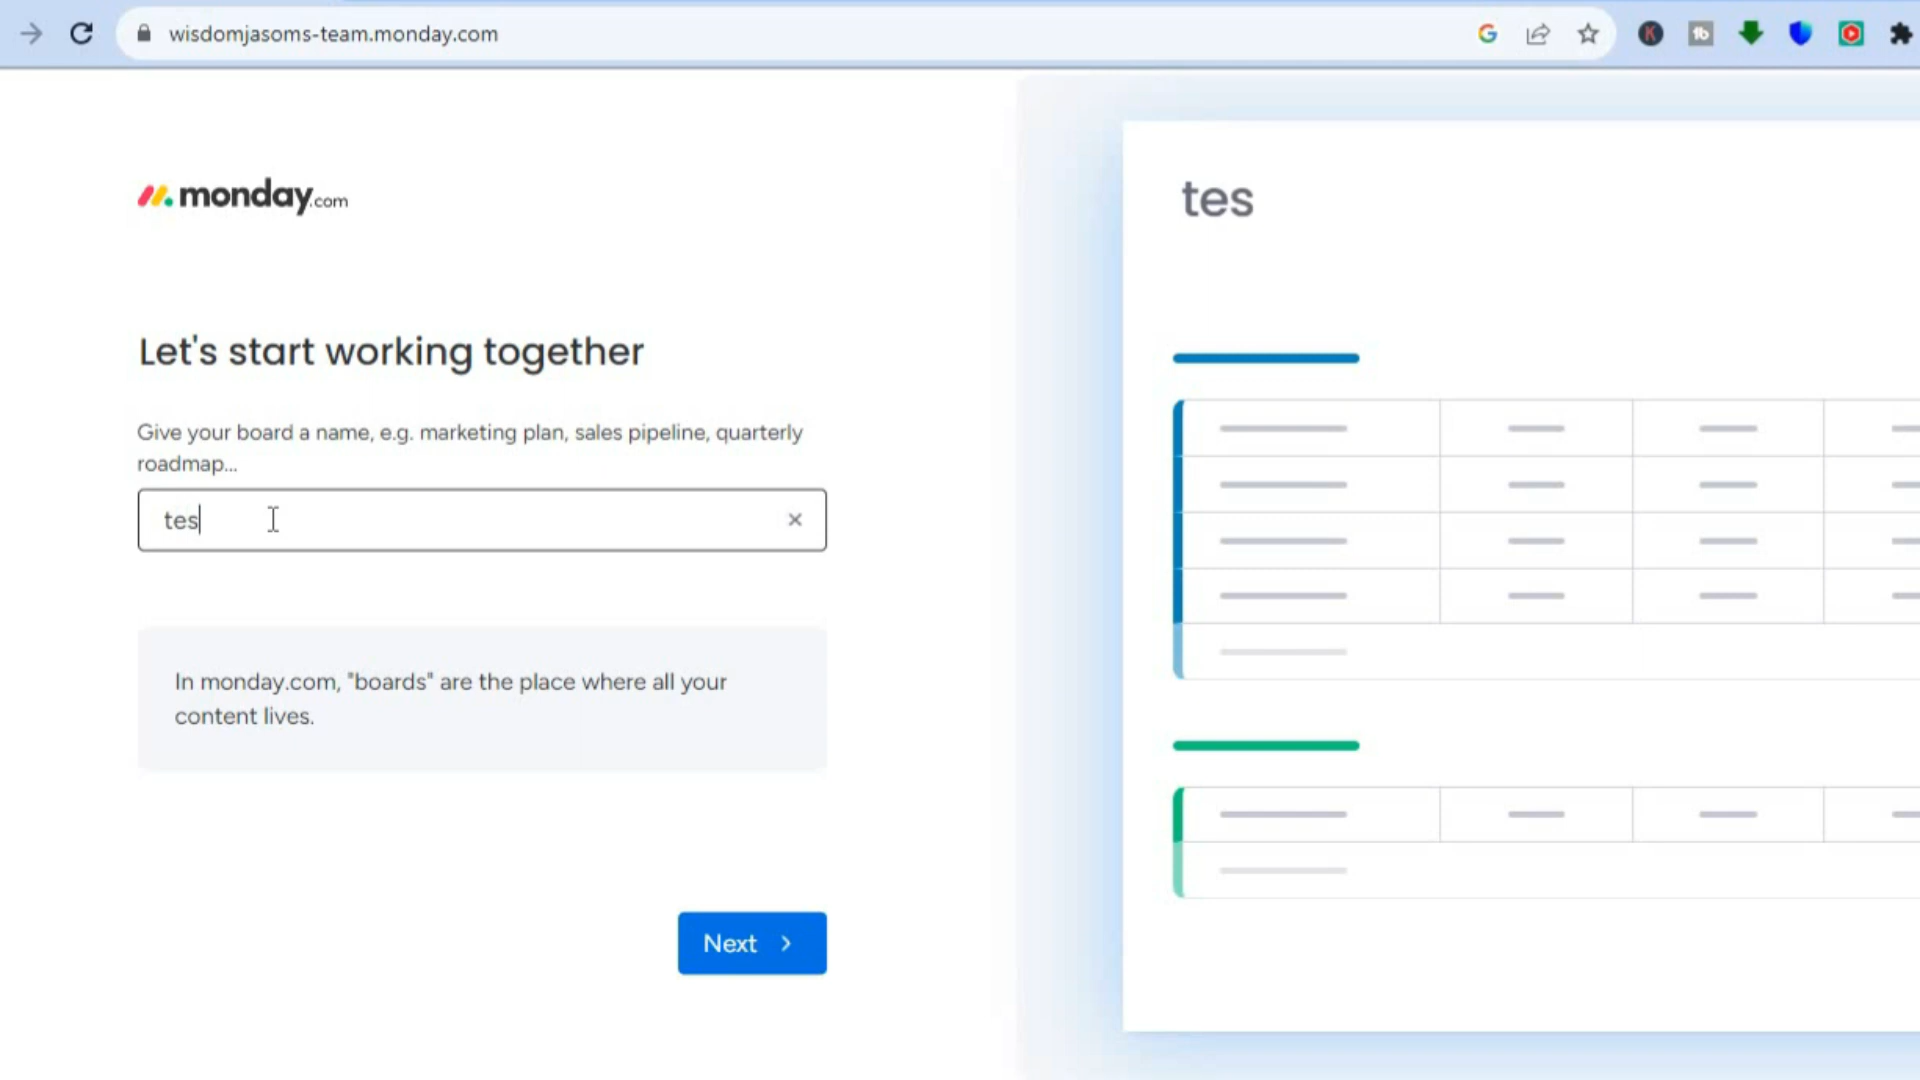 wisdomjasoms-team.monday.com
monday.com
tes
Let's start working together
Give your board a name, e.g. marketing plan, sales pipeline, quarterly
roadmap...
tes
In monday.com, "boards" are the place where all your
content lives.
Next